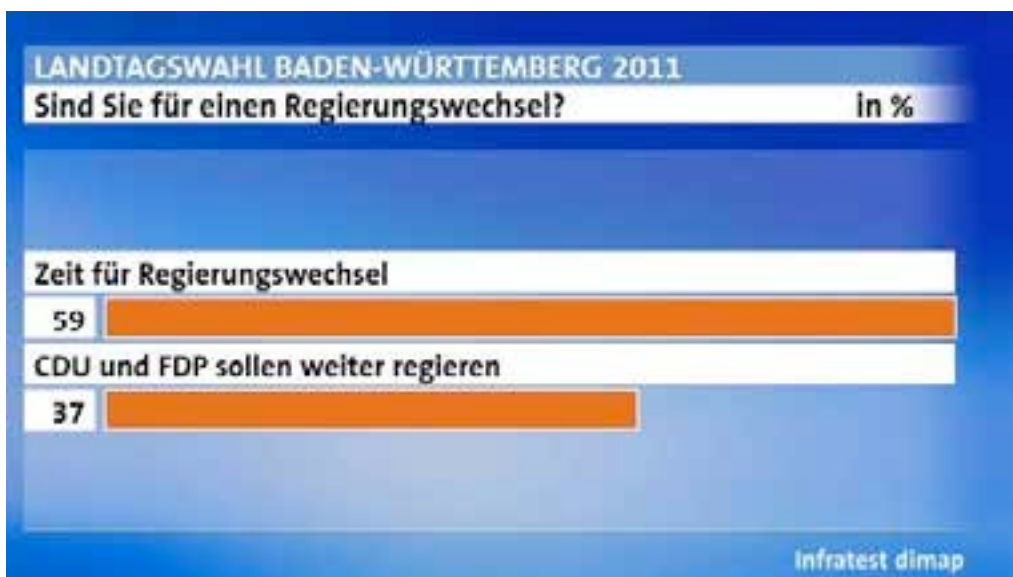 LANDTAGSWAHL BADEN-WÜRTTEMBERG 2011
Sind Sie für einen Regierungswechsel? in %
Zeit für Regierungswechsel
59
CDU und FDP sollen weiter regieren
37
Infratest dimap